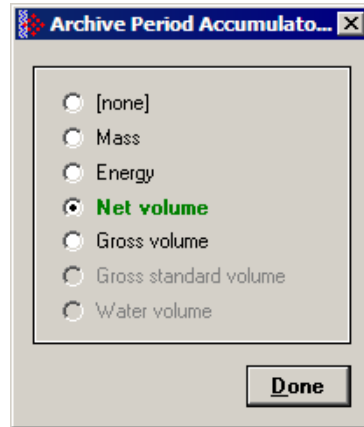 Archive Period Accumulato...
[none]
Mass
Energy
Net volume
Gross volume
Gross standard volume
Water volume
Done